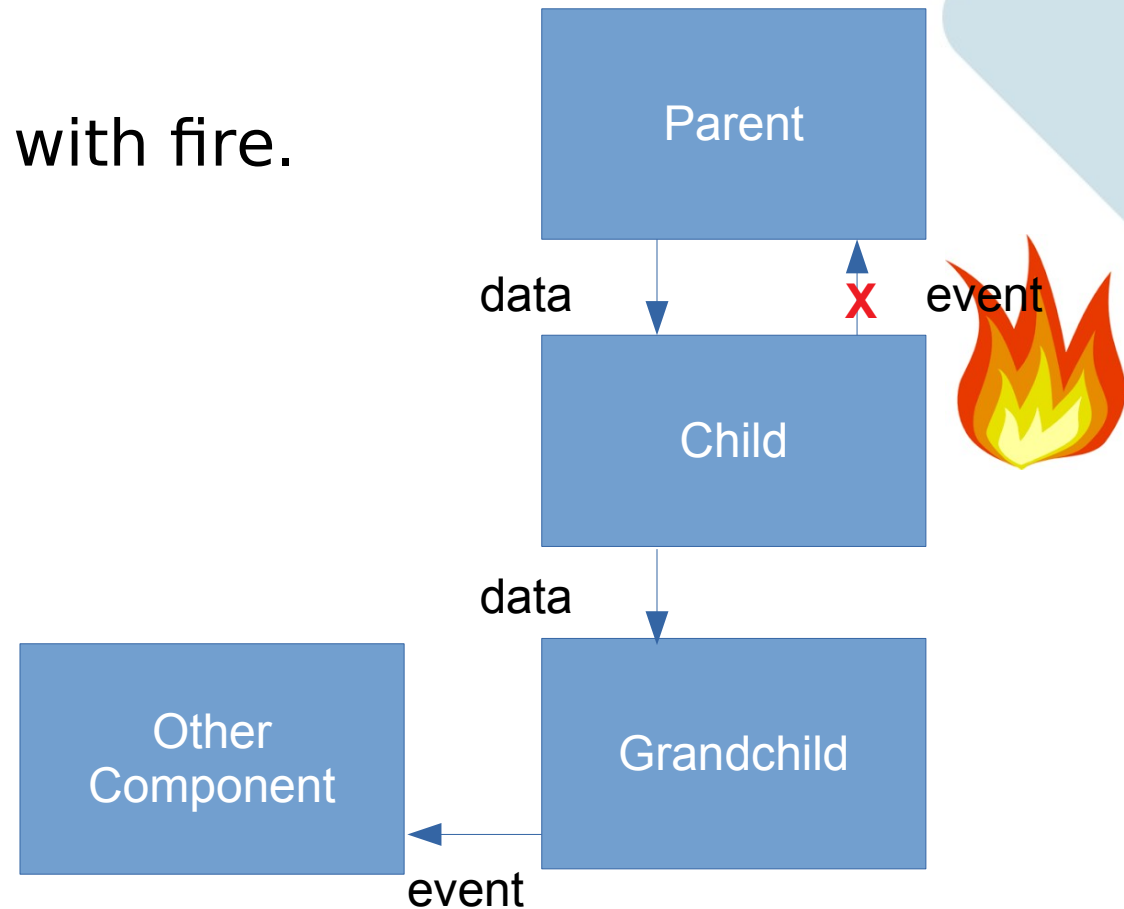 with fire.
Parent
data
X
event
Child
data
Other
Component
Grandchild
event